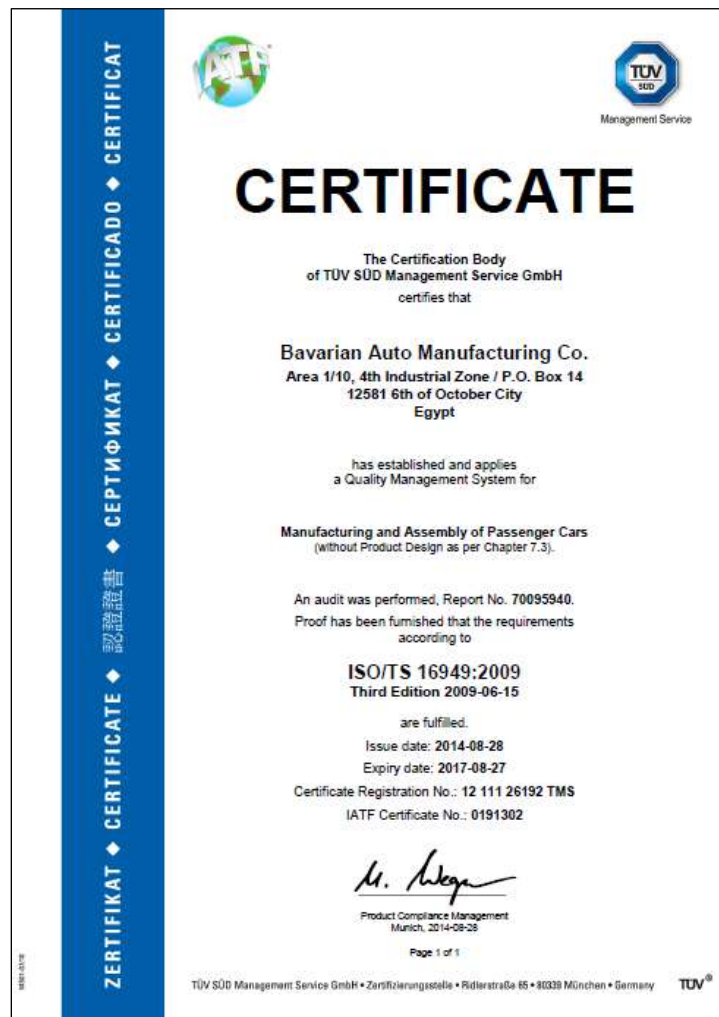 IATF
TÜV
SÜD
Management Service
ZERTIFIKAT ◆ CERTIFICATE ◆ 認證證書 ◆ СЕРТИФИКАТ ◆ CERTIFICADO ◆ CERTIFICAT
CERTIFICATE
The Certification Body
of TÜV SÜD Management Service GmbH
certifies that
Bavarian Auto Manufacturing Co.
Area 1/10, 4th Industrial Zone / P.O. Box 14
12581 6th of October City
Egypt
has established and applies
a Quality Management System for
Manufacturing and Assembly of Passenger Cars
(without Product Design as per Chapter 7.3).
An audit was performed, Report No. 70095940.
Proof has been furnished that the requirements
according to
ISO/TS 16949:2009
Third Edition 2009-06-15
are fulfilled.
Issue date: 2014-08-28
Expiry date: 2017-08-27
Certificate Registration No.: 12 111 26192 TMS
IATF Certificate No.: 0191302
Product Compliance Management
Munich, 2014-08-28
Page 1 of 1
TÜV SÜD Management Service GmbH • Zertifizierungsstelle • Ridlerstraße 65 • 80339 München • Germany
TÜV®